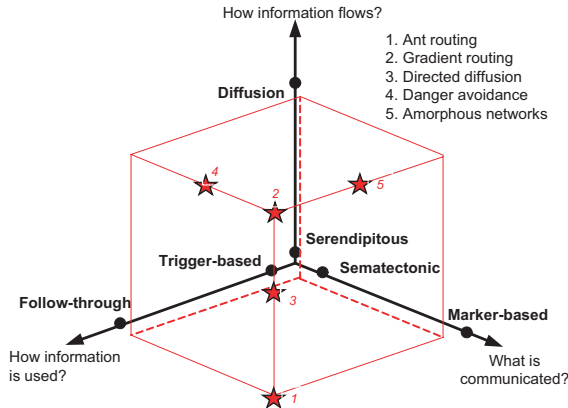 How information flows?
1. Ant routing
2. Gradient routing
3. Directed diffusion
4. Danger avoidance
5. Amorphous networks
Diffusion
4
5
2
Serendipitous
Trigger-based
Sematectonic
3
Follow-through
Marker-based
How information
is used?
What is
communicated?
1